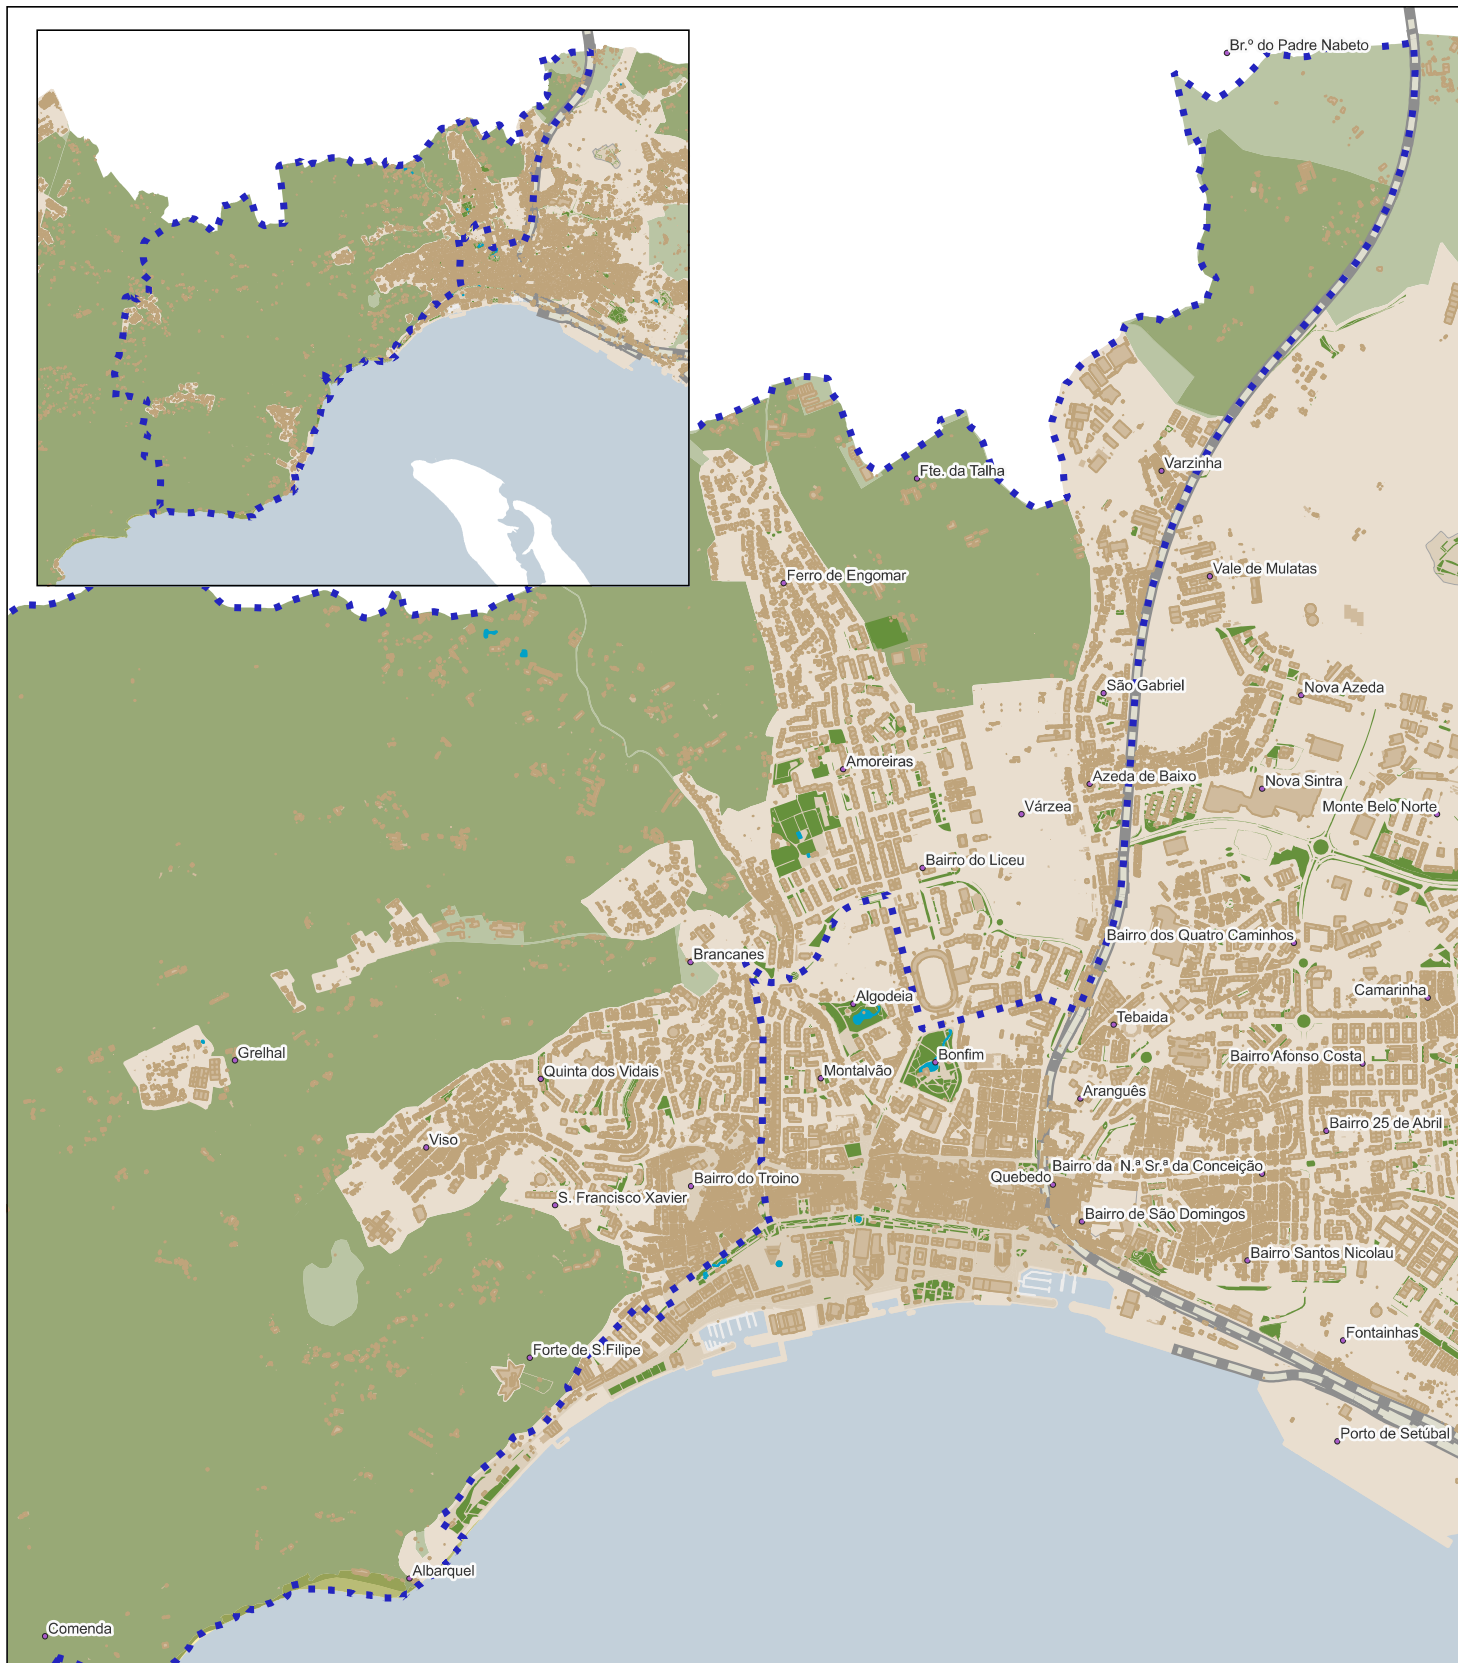 Br.º do Padre Nabeto
Fte. da Talha
Varzinha
Ferro de Engomar
Vale de Mulatas
São Gabriel
Nova Azeda
Amoreiras
Azeda de Baixo
Nova Sintra
Várzea
Monte Belo Norte
Bairro do Liceu
Bairro dos Quatro Caminhos
Brancanes
Camarinha
Algodeia
Tebaida
Grelhal
Bonfim
Bairro Afonso Costa
Quinta dos Vidais
Montalvão
Aranguês
Bairro 25 de Abril
Viso
Bairro da N.ª Sr.ª da Conceição
Bairro do Troino
Quebedo
S. Francisco Xavier
Bairro de São Domingos
Bairro Santos Nicolau
Fontainhas
Forte de S.Filipe
Porto de Setúbal
Albarquel
Comenda